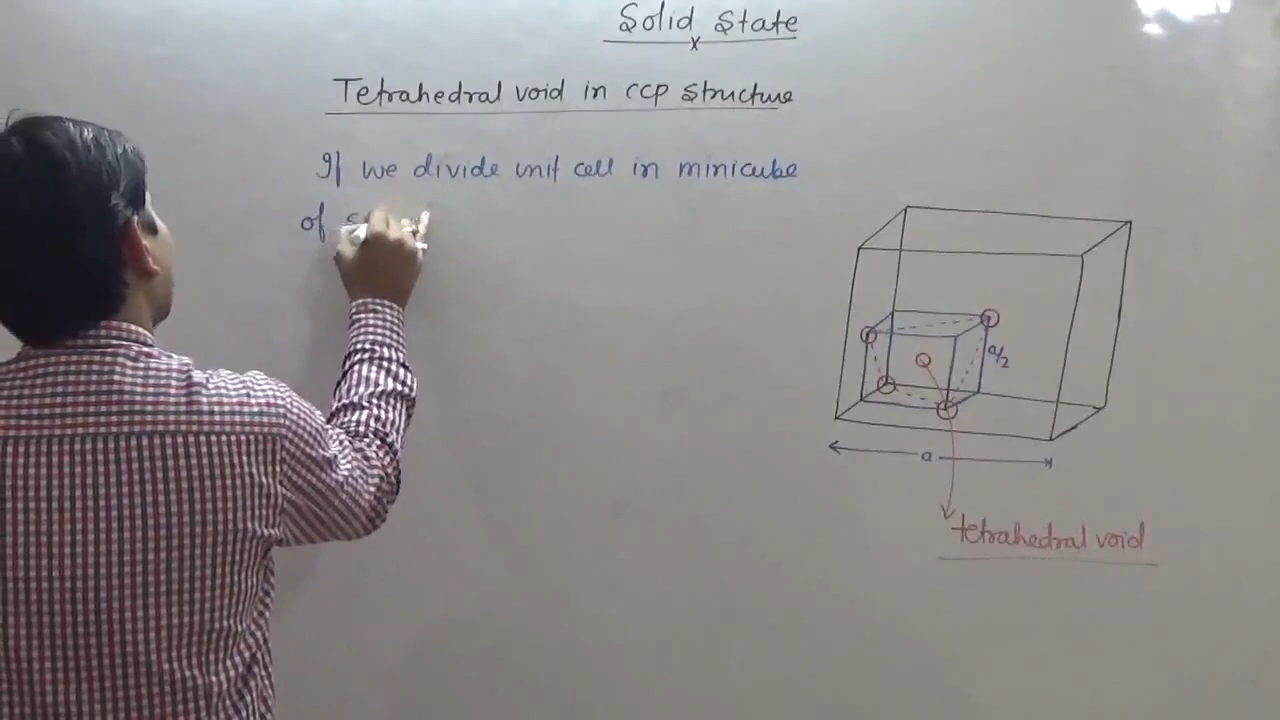 Solid State
x
Tetrahedral void in ccp structure
If we divide unit cell in minicube
of
a/2
a
tetrahedral void